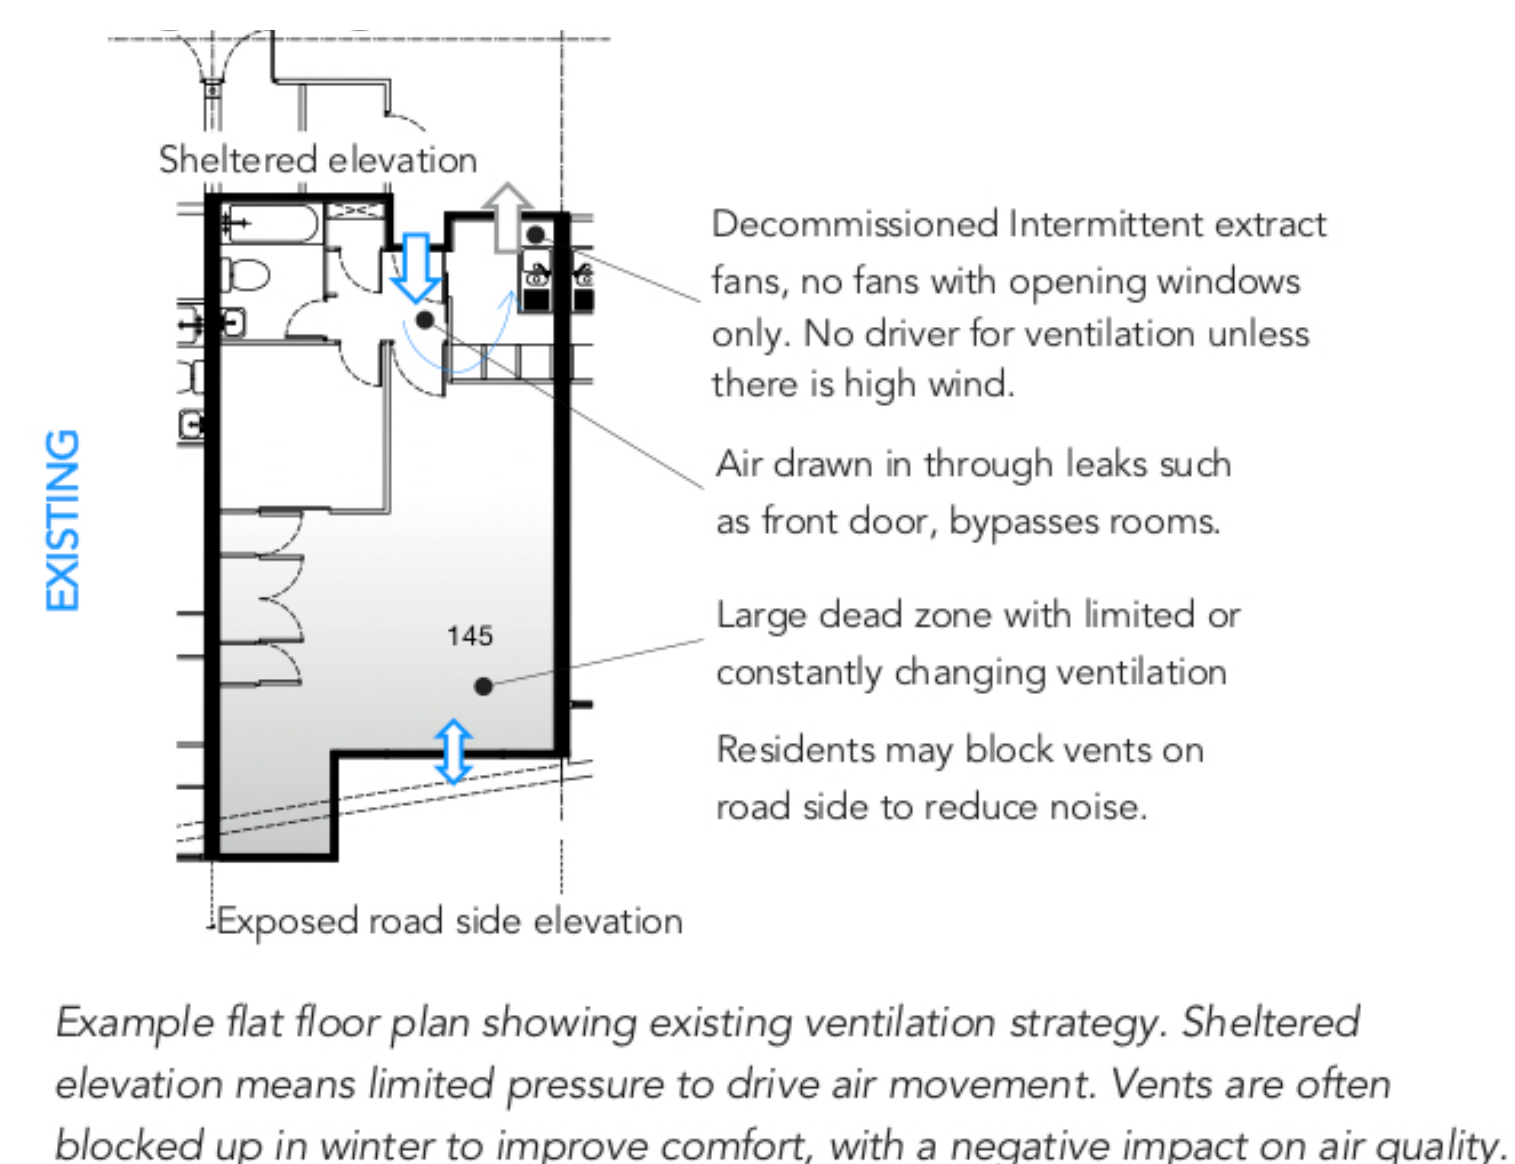 Sheltered elevation
Decommissioned Intermittent extract
fans, no fans with opening windows
only. No driver for ventilation unless
there is high wind.
Air drawn in through leaks such
as front door, bypasses rooms.
EXISTING
Large dead zone with limited or
constantly changing ventilation
145
Residents may block vents on
road side to reduce noise.
Exposed road side elevation
Example flat floor plan showing existing ventilation strategy. Sheltered
elevation means limited pressure to drive air movement. Vents are often
blocked up in winter to improve comfort, with a negative impact on air quality.